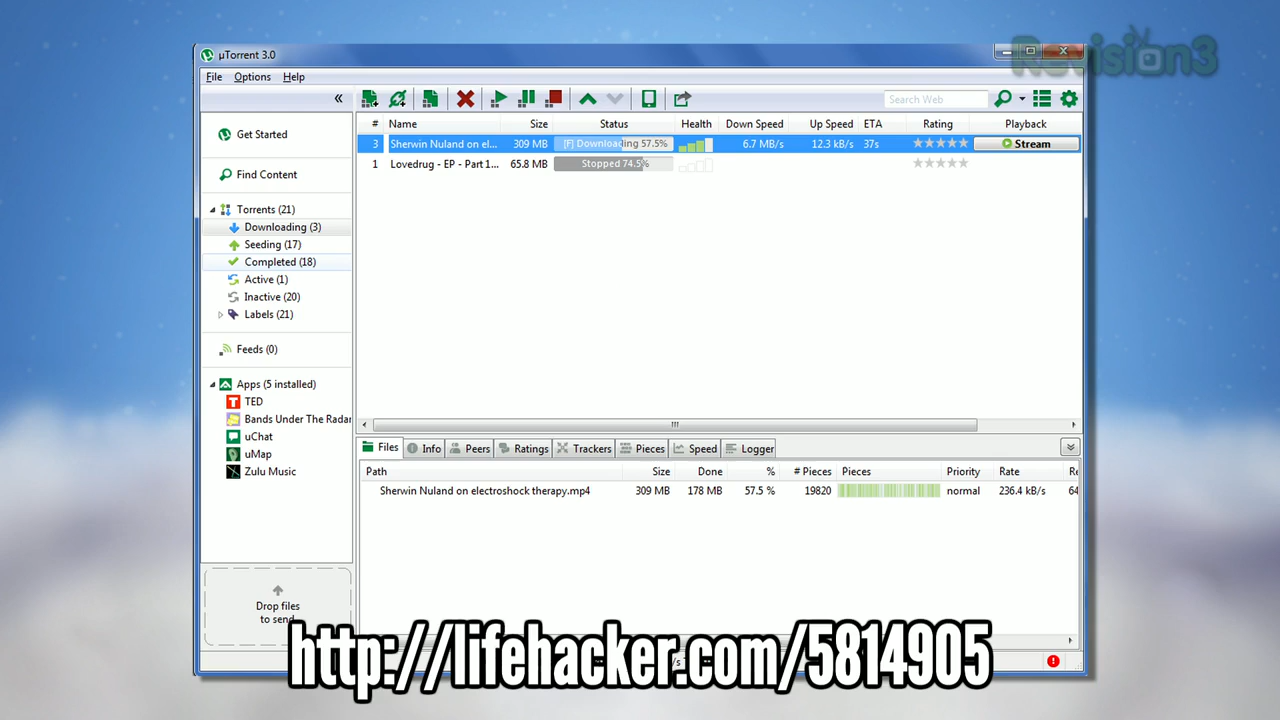 µTorrent 3.0
Revision3
File Options Help
« Search Web
Get Started
Find Content
Torrents (21)
Downloading (3)
Seeding (17)
Completed (18)
Active (1)
Inactive (20)
Labels (21)
Feeds (0)
Apps (5 installed)
TED
Bands Under The Radar
uChat
uMap
Zulu Music
Drop files
to send
# Name Size Status Health Down Speed Up Speed ETA Rating Playback
3 Sherwin Nuland on el... 309 MB [F] Downloading 57.5% 6.7 MB/s 12.3 kB/s 37s Stream
1 Lovedrug - EP - Part 1... 65.8 MB Stopped 74.5%
Files Info Peers Ratings Trackers Pieces Speed Logger
Path Size Done % # Pieces Pieces Priority Rate Re
Sherwin Nuland on electroshock therapy.mp4 309 MB 178 MB 57.5 % 19820 normal 236.4 kB/s 64
http://lifehacker.com/5814905